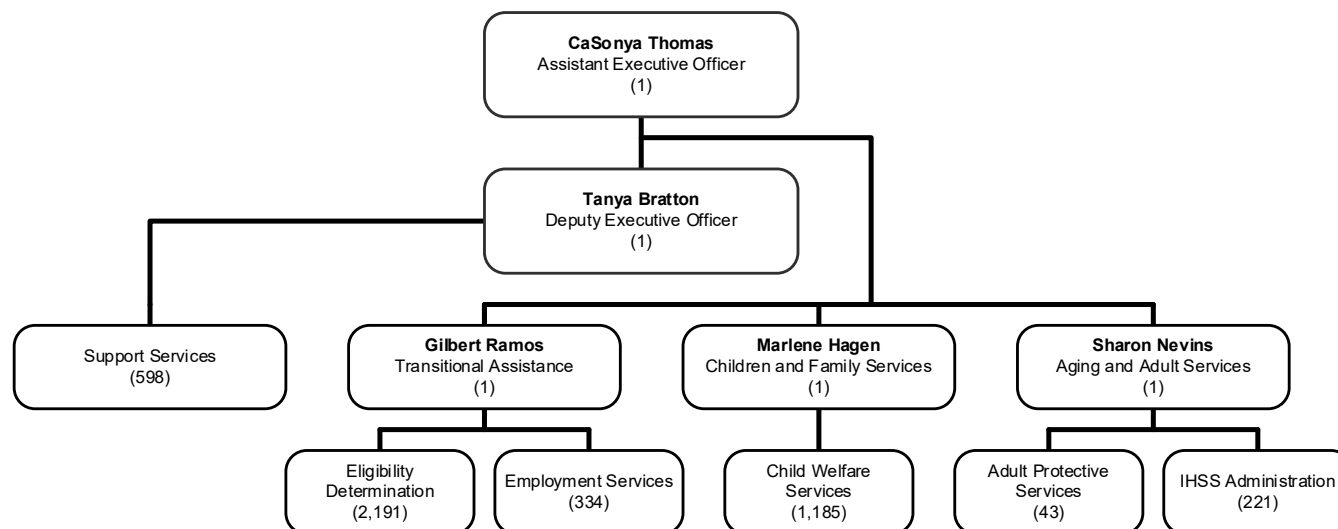 CaSonya Thomas
Assistant Executive Officer
(1)
Tanya Bratton
Deputy Executive Officer
(1)
Support Services
(598)
Gilbert Ramos
Transitional Assistance
(1)
Marlene Hagen
Children and Family Services
(1)
Sharon Nevins
Aging and Adult Services
(1)
Eligibility
Determination
(2,191)
Employment Services
(334)
Child Welfare
Services
(1,185)
Adult Protective
Services
(43)
IHSS Administration
(221)